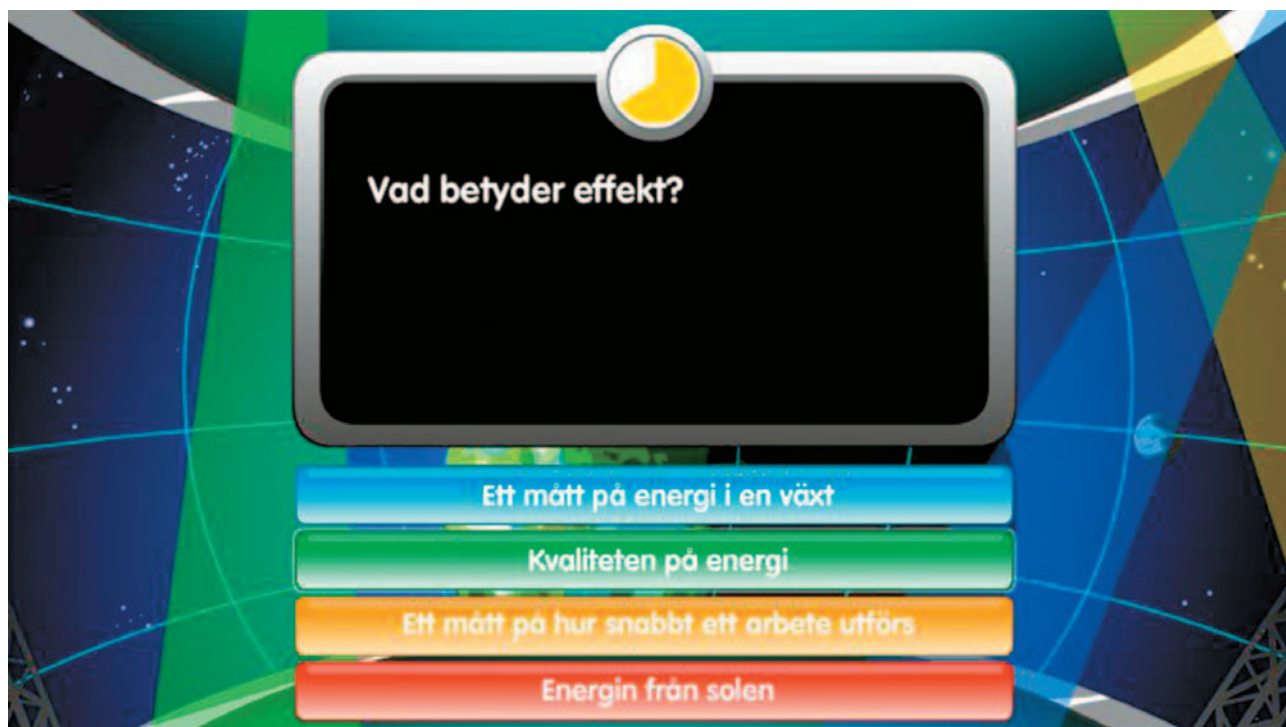 Vad betyder effekt?
Ett mått på energi i en växt
Kvaliteten på energi
Ett mått på hur snabbt ett arbete utförs
Energin från solen